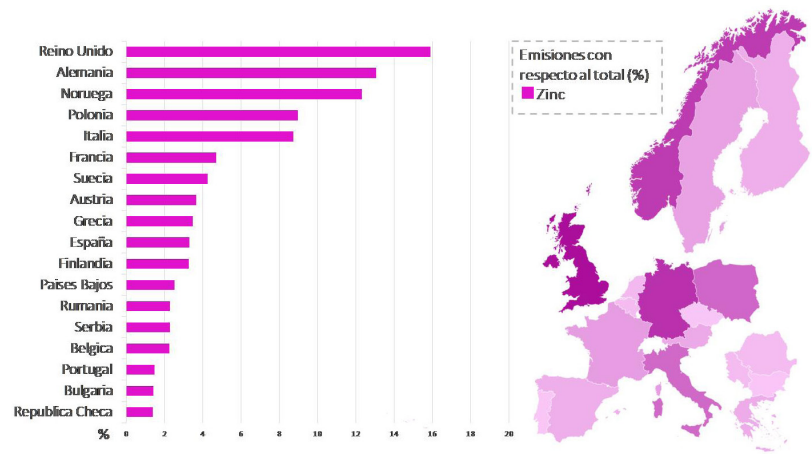 Reino Unido
Alemania
Noruega
Polonia
Italia
Francia
Suecia
Austria
Grecia
España
Finlandia
Paises Bajos
Rumania
Serbia
Belgica
Portugal
Bulgaria
Republica Checa
% 0 2 4 6 8 10 12 14 16 18 20
Emisiones con
respecto al total (%)
Zinc